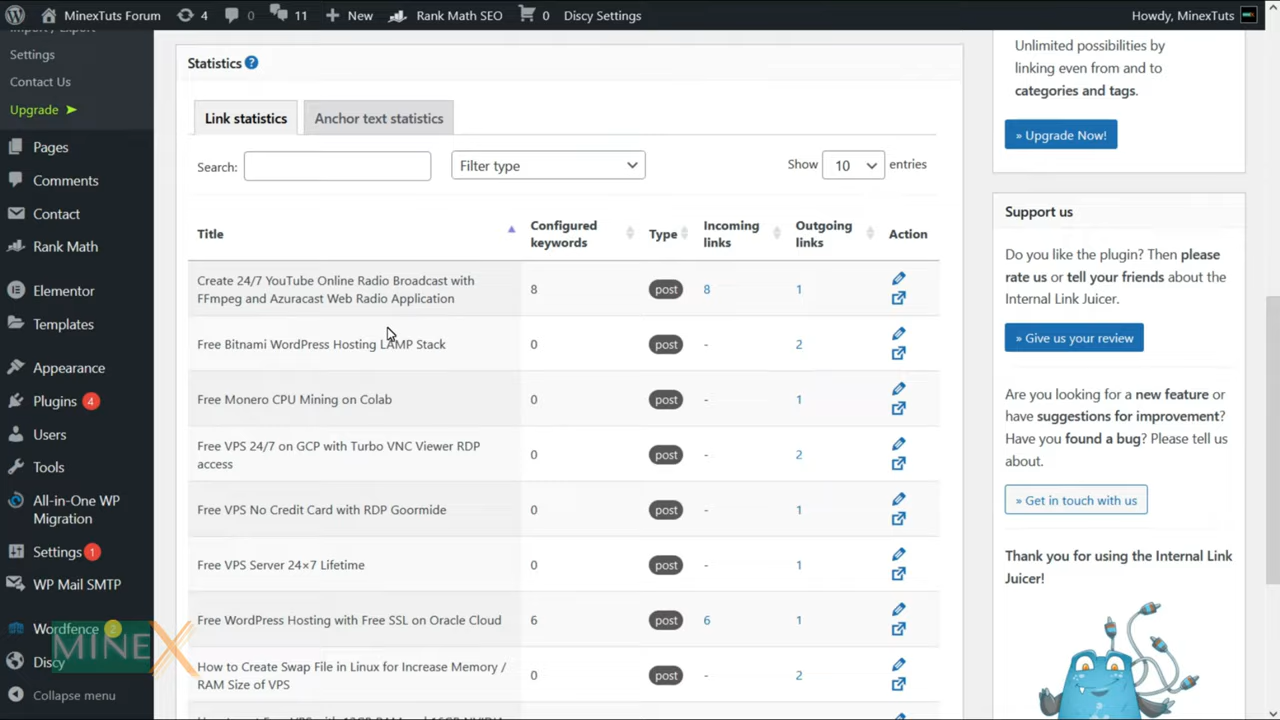 MinexTuts Forum
4
0
11
New
Rank Math SEO
0
Discy Settings
Howdy, MinexTuts
Import / Export
Settings
Contact Us
Upgrade
Pages
Comments
Contact
Rank Math
Elementor
Templates
Appearance
Plugins 4
Users
Tools
All-in-One WP
Migration
Settings 1
WP Mail SMTP
Wordfence 2
Discy
Collapse menu
MINEX
Statistics ?
Link statistics
Anchor text statistics
Search:
Filter type
Show 10 entries
Title
Configured
keywords
Type
Incoming
links
Outgoing
links
Action
Create 24/7 YouTube Online Radio Broadcast with
FFmpeg and Azuracast Web Radio Application
8 post 8 1
Free Bitnami WordPress Hosting LAMP Stack 0 post - 2
Free Monero CPU Mining on Colab 0 post - 1
Free VPS 24/7 on GCP with Turbo VNC Viewer RDP
access
0 post - 2
Free VPS No Credit Card with RDP Goormide 0 post - 1
Free VPS Server 24×7 Lifetime 0 post - 1
Free WordPress Hosting with Free SSL on Oracle Cloud 6 post 6 1
How to Create Swap File in Linux for Increase Memory /
RAM Size of VPS
0 post - 2
Unlimited possibilities by
linking even from and to
categories and tags.
» Upgrade Now!
Support us
Do you like the plugin? Then please
rate us or tell your friends about the
Internal Link Juicer.
» Give us your review
Are you looking for a new feature or
have suggestions for improvement?
Have you found a bug? Please tell us
about.
» Get in touch with us
Thank you for using the Internal Link
Juicer!